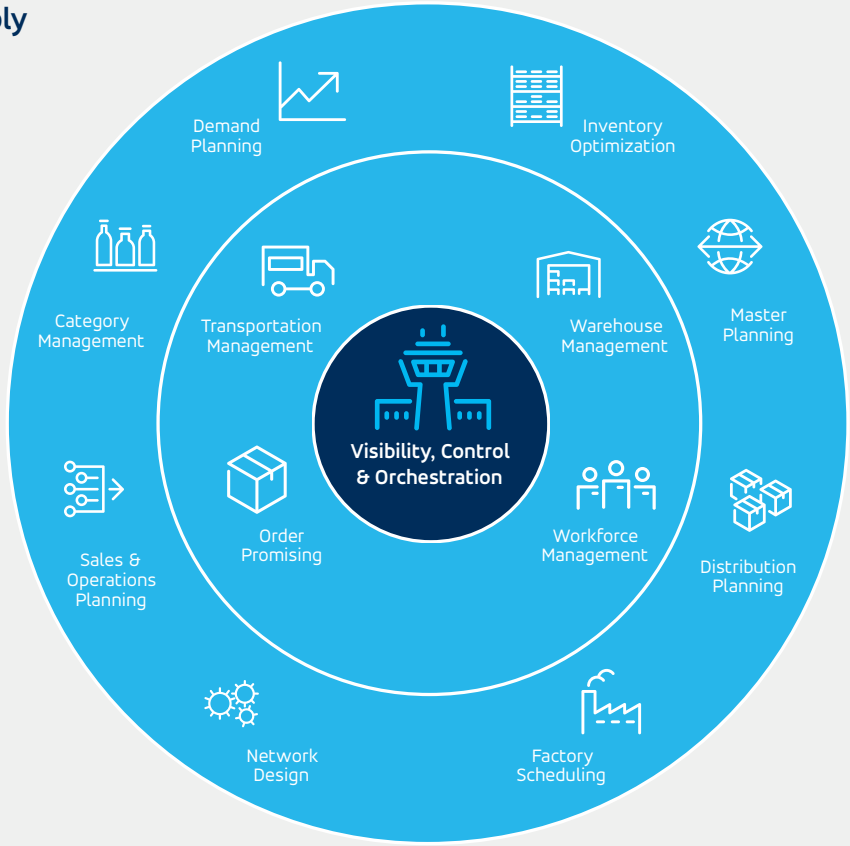 Demand
Planning
Inventory
Optimization
Category
Management
Transportation
Management
Warehouse
Management
Master
Planning
Visibility, Control
& Orchestration
Sales &
Operations
Planning
Order
Promising
Workforce
Management
Distribution
Planning
Network
Design
Factory
Scheduling